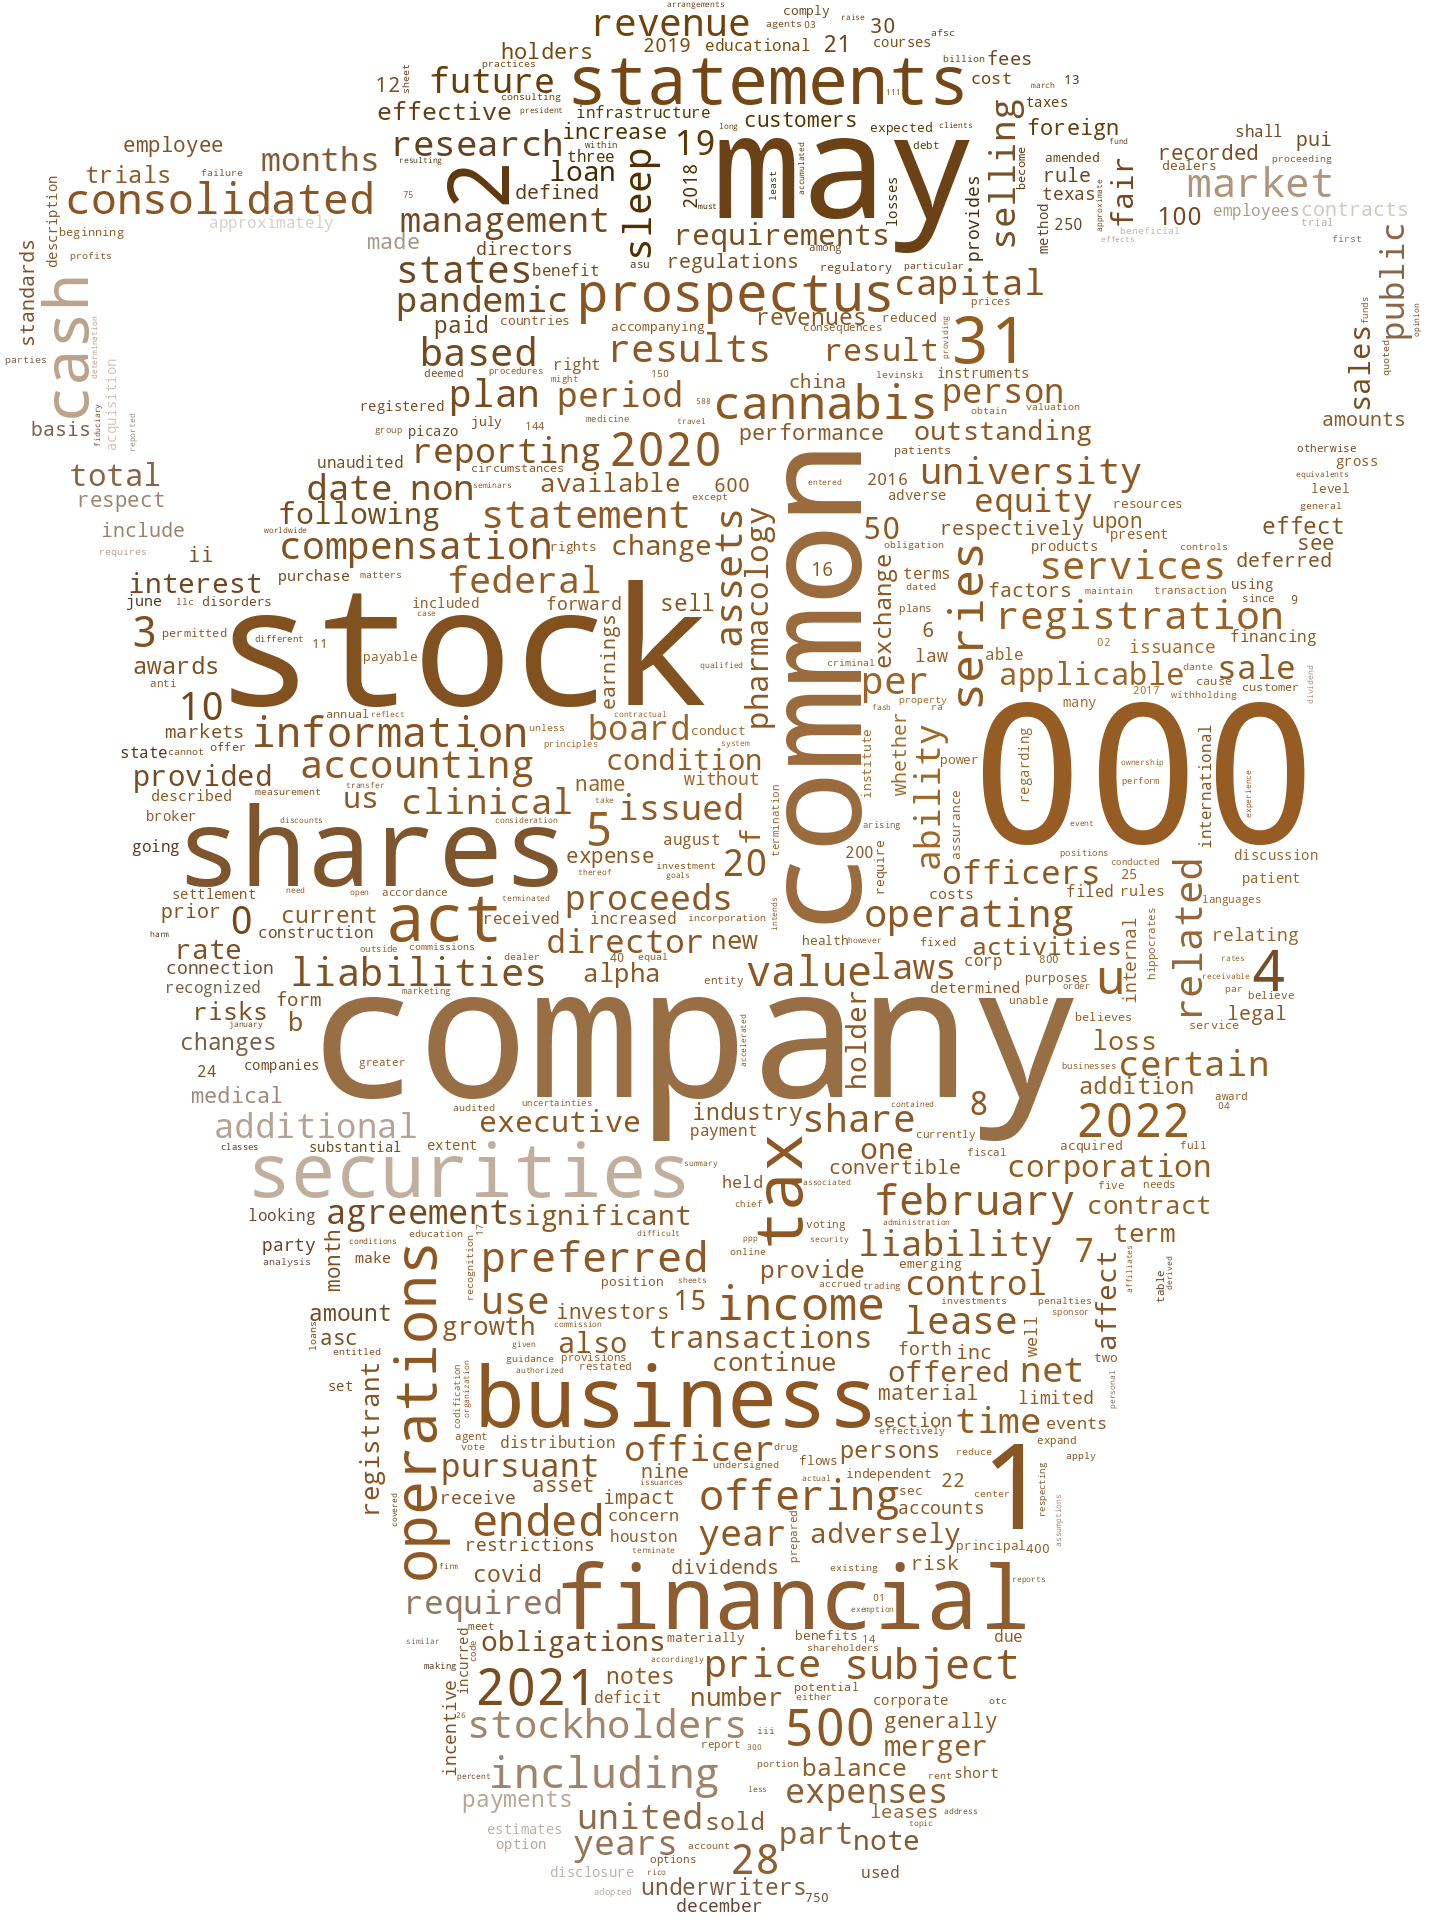 arrangements
revenue comply agents 03 raise 30
holders 2019 educational 21 courses afsc
12 sheet future practices statements billion fees
cost march 13
effective consulting president infrastructure 111 taxes
research increase customers expected clients selling foreign shall pui
employee months resulting within three 19 long may debt become amended fund recorded dealers proceeding
trials failure 2 loan sleep 2018 least accumulated losses rule fair market
consolidated 75 defined must provides texas approximate 100 employees contracts
description beginning approximately management requirements method 250 beneficial trial
made directors among effects first
standards profits states benefit asu regulations regulatory particular public
cash pandemic prospectus capital
paid countries accompanying revenues consequences reduced prices sales funds opinion
parties determination based right results result providing 31 quoted
acquisition deemed procedures might 150 china levinski instruments
plan period 588 cannabis person amounts
basis fiduciary reported registered group picazo july 144 medicine travel performance obtain valuation outstanding
reporting 2020 patients otherwise
total unaudited circumstances common university gross equivalents
respect date non seminars available 600 entered 2016 adverse equity resources level
following statement except 50 respectively upon general
include worldwide compensation rights change assets pharmacology obligation products present effect see
requires ii purchase matters federal exchange terms series services controls deferred
interest 16 dated factors maintain transaction using
june llc disorders included forward sell plans registration since 9
3 permitted different 11 stock case earnings 6 02 issuance financing
awards payable qualified criminal law able applicable dante sale
anti per property 2017 withholding cause customer dividend
10 annual reflect contractual fasb ra many 000
markets information unless board conduct
state cannot offer principles system institute whether ability power regarding ownership international
provided accounting condition without perform experience
described measurement transfer us clinical name take issued termination assurance event
broker discounts consideration 5 august f arising
going shares expense investment 200 require officers positions conducted discussion
settlement need open accordance thereof goals 20 costs filed 25 rules related patient
prior 0 current act terminated proceeds languages
construction received increased incorporation intends operating
harm rate outside commissions director new health however fixed activities internal hippocrates relating
connection liabilities dealer 40 equal value laws corp 800 rates
recognized marketing alpha entity determined purposes order u receivable 4
risks form unable par believe
january b company accelerated holder believes service legal
changes loss
24 companies greater businesses certain
medical audited uncertainties industry contained 8 addition award
additional executive payment share currently 2022 04
classes substantial extent one acquired full
securities summary tax convertible fiscal corporation
held associated five needs
looking agreement significant chief february contract
education 17 difficult voting administration
party month conditions recognition ppp security liability 7 term
analysis make operations preferred online emerging affiliates derived
position sheets provide accrued trading control affect table
amount use investors 15 income investments penalties
loans asc growth commission also transactions lease sponsor well
entitled given forth inc two
guidance provisions continue offered net
set registrant codification organization authorized restated business material limited personal
agent section effectively time events
vote distribution officer drug persons reduce expand
pursuant nine undersigned flows independent 22 1 apply
asset issuances actual sec center respecting
covered receive impact offering accounts
ended concern year prepared adversely assumptions
restrictions houston principal 400
firm covid terminate dividends existing risk reports
required financial 01
exemption
similar meet materially benefits 14 due
incurred code obligations shareholders
making accordingly price subject
2021 notes potential
incentive deficit number either corporate otc
26 stockholders iii 500 generally
report 300 merger
percent including portion balance rent short
less expenses
payments leases address
united sold topic
estimates years part note
option account
disclosure rico options 28 used
adopted underwriters 750
december